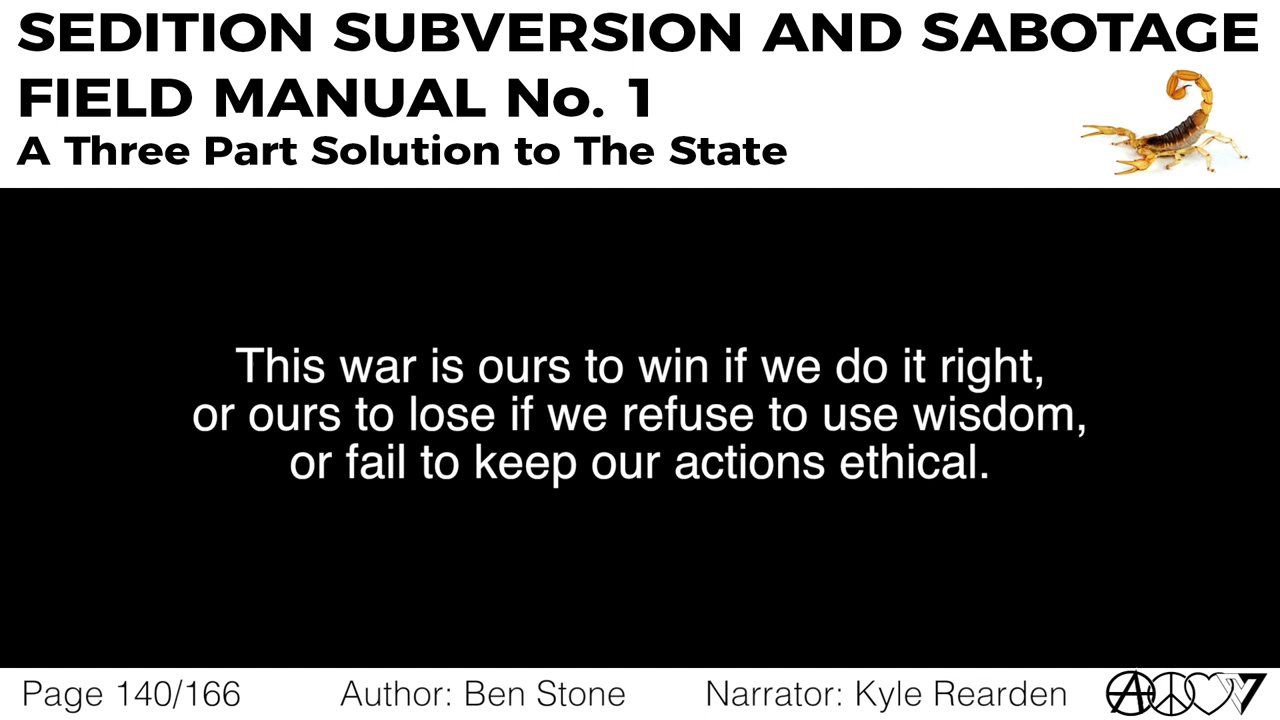 SEDITION SUBVERSION AND SABOTAGE
FIELD MANUAL No. 1
A Three Part Solution to The State
This war is ours to win if we do it right,
or ours to lose if we refuse to use wisdom,
or fail to keep our actions ethical.
Page 140/166 Author: Ben Stone Narrator: Kyle Rearden